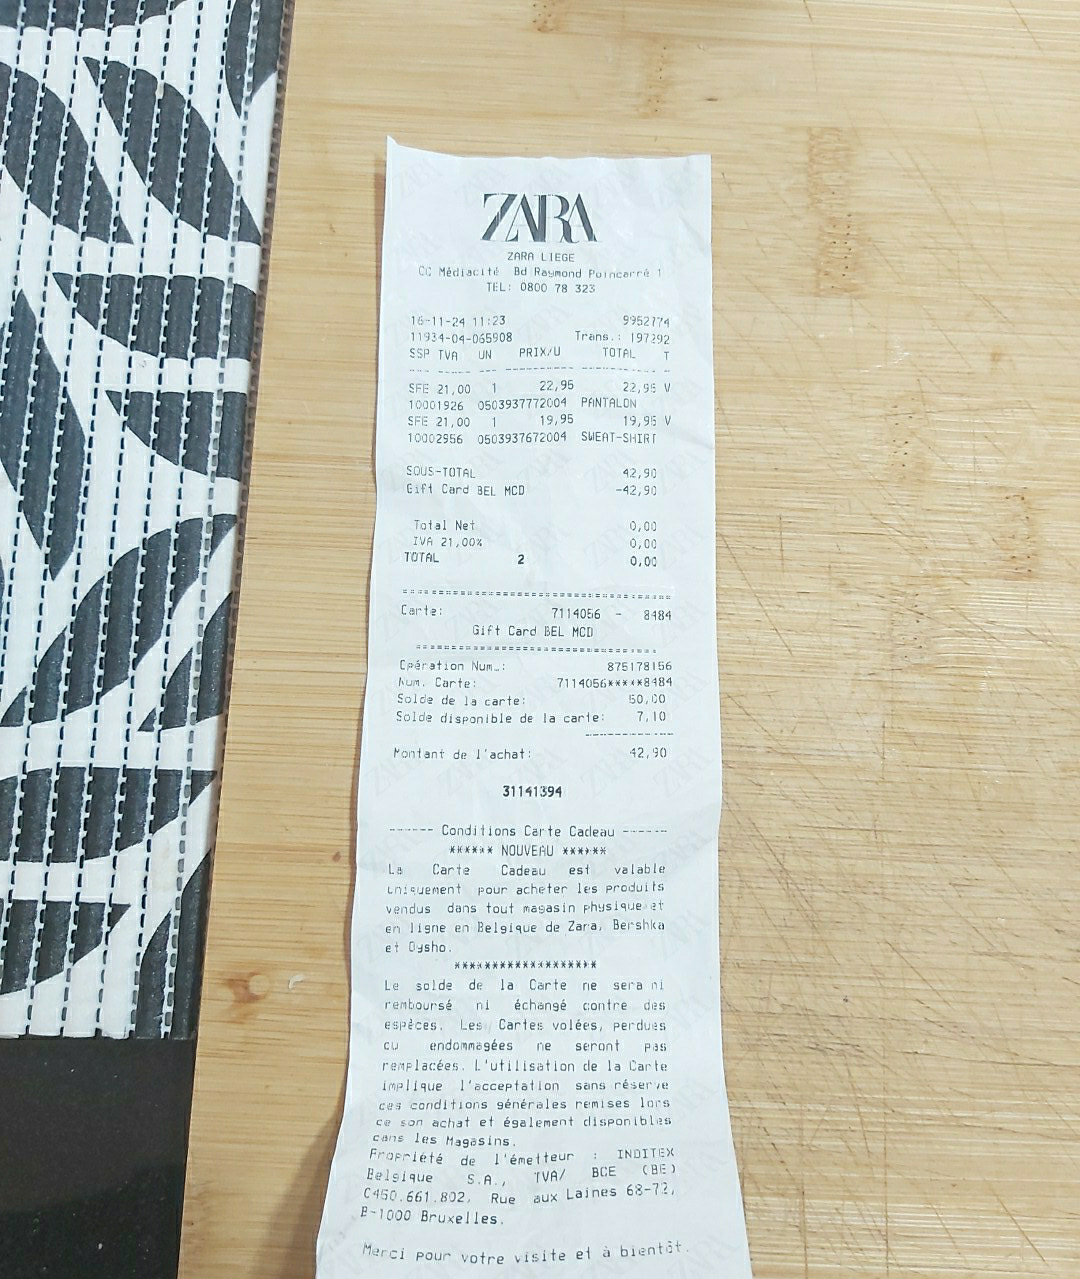 ZARA
ZARA LIEGE
CC Médiacité Bd Raymond Poincarré 1
TEL: 0800 78 323
16-11-24 11:23 9952774
11934-04-065908 Trans.: 197292
SSP TVA UN PRIX/U TOTAL T
SFE 21,00 1 22,95 22,95 V
10001926 0503937772004 PANTALON
SFE 21,00 1 19,95 19,95 V
10002956 0503937672004 SWEAT-SHIRT
SOUS-TOTAL 42,90
Gift Card BEL MCD -42,90
Total Net 0,00
IVA 21,00% 0,00
TOTAL 2 0,00
==========================================
Carte: 7114056 - 8484
Gift Card BEL MCD
======================================
Opération Num.: 875178156
Num. Carte: 7114056*****8484
Solde de la carte: 50,00
Solde disponible de la carte: 7,10
Montant de l'achat: 42,90
31141394
------ Conditions Carte Cadeau ------
****** NOUVEAU ******
La Carte Cadeau est valable
uniquement pour acheter les produits
vendus dans tout magasin physique et
en ligne en Belgique de Zara, Bershka
et Oysho.
*******************
Le solde de la Carte ne sera ni
remboursé ni échangé contre des
espèces. Les Cartes volées, perdues
ou endommagées ne seront pas
remplacées. L'utilisation de la Carte
implique l'acceptation sans réserve
des conditions générales remises lors
de son achat et également disponibles
dans les Magasins.
Propriété de l'émetteur : INDITEX
Belgique S.A., TVA/ BCE (BE)
0450.661.802, Rue aux Laines 68-72,
B-1000 Bruxelles.
Merci pour votre visite et à bientôt.